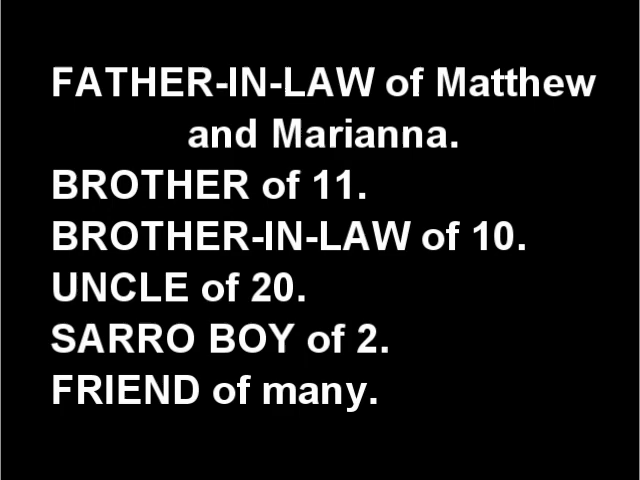 FATHER-IN-LAW of Matthew
and Marianna.
BROTHER of 11.
BROTHER-IN-LAW of 10.
UNCLE of 20.
SARRO BOY of 2.
FRIEND of many.